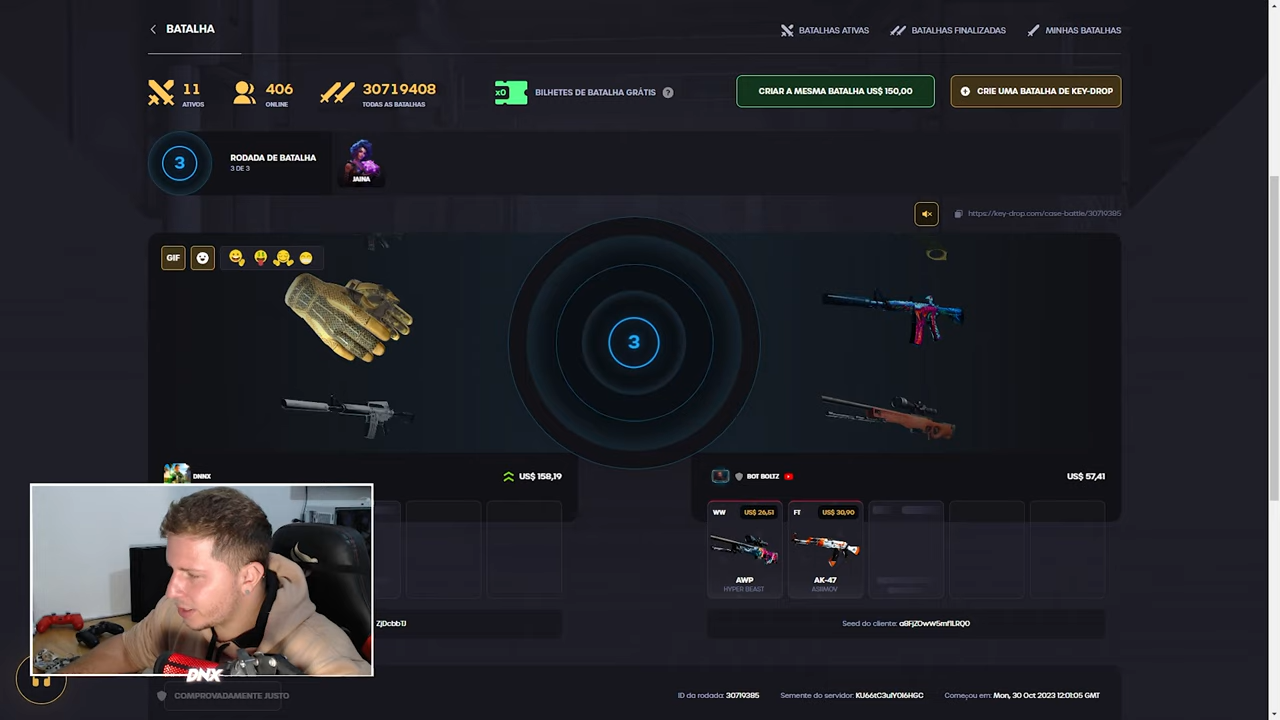 BATALHA
BATALHAS ATIVAS
BATALHAS FINALIZADAS
MINHAS BATALHAS
11
ATIVOS
406
ONLINE
30719408
TODAS AS BATALHAS
x0
BILHETES DE BATALHA GRÁTIS ?
CRIAR A MESMA BATALHA US$ 150,00
CRIE UMA BATALHA DE KEY-DROP
3
RODADA DE BATALHA
3 DE 3
JAINA
https://key-drop.com/case-battle/30719385
GIF
3
DNNX
US$ 158,19
BOT BOLTZ
US$ 57,41
WW
US$ 26,51
FT
US$ 30,90
AWP
HYPER BEAST
AK-47
ASIIMOV
ZjDcbbTJ
Seed do cliente:
DNX
COMPROVADAMENTE JUSTO
ID da rodada: 30719385
Semente do servidor:
Começou em: Mon, 30 Oct 2023 12:01:05 GMT